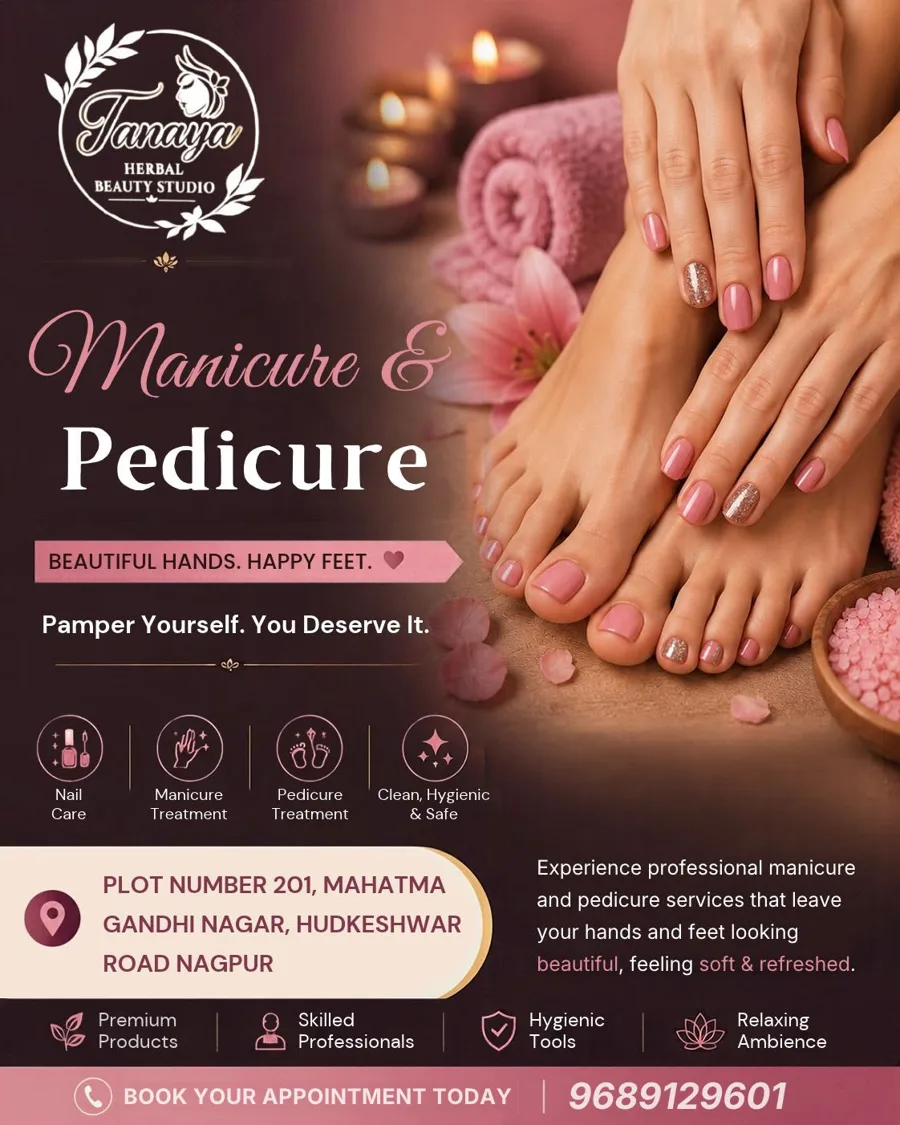 Tanaya
HERBAL
BEAUTY STUDIO
Manicure &
Pedicure
BEAUTIFUL HANDS. HAPPY FEET.
Pamper Yourself. You Deserve It.
Nail
Care
Manicure
Treatment
Pedicure
Treatment
Clean, Hygienic
& Safe
PLOT NUMBER 201, MAHATMA
GANDHI NAGAR, HUDKESHWAR
ROAD NAGPUR
Experience professional manicure
and pedicure services that leave
your hands and feet looking
beautiful, feeling soft & refreshed.
Premium
Products
Skilled
Professionals
Hygienic
Tools
Relaxing
Ambience
BOOK YOUR APPOINTMENT TODAY
9689129601